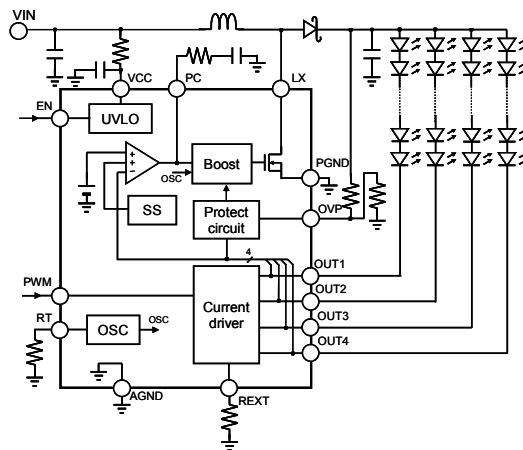 VIN
VCC
PC
LX
EN
UVLO
+
+
−
OSC
Boost
PGND
SS
Protect
circuit
OVP
4
OUT1
PWM
Current
driver
OUT2
RT
OSC
OSC
OUT3
OUT4
AGND
REXT